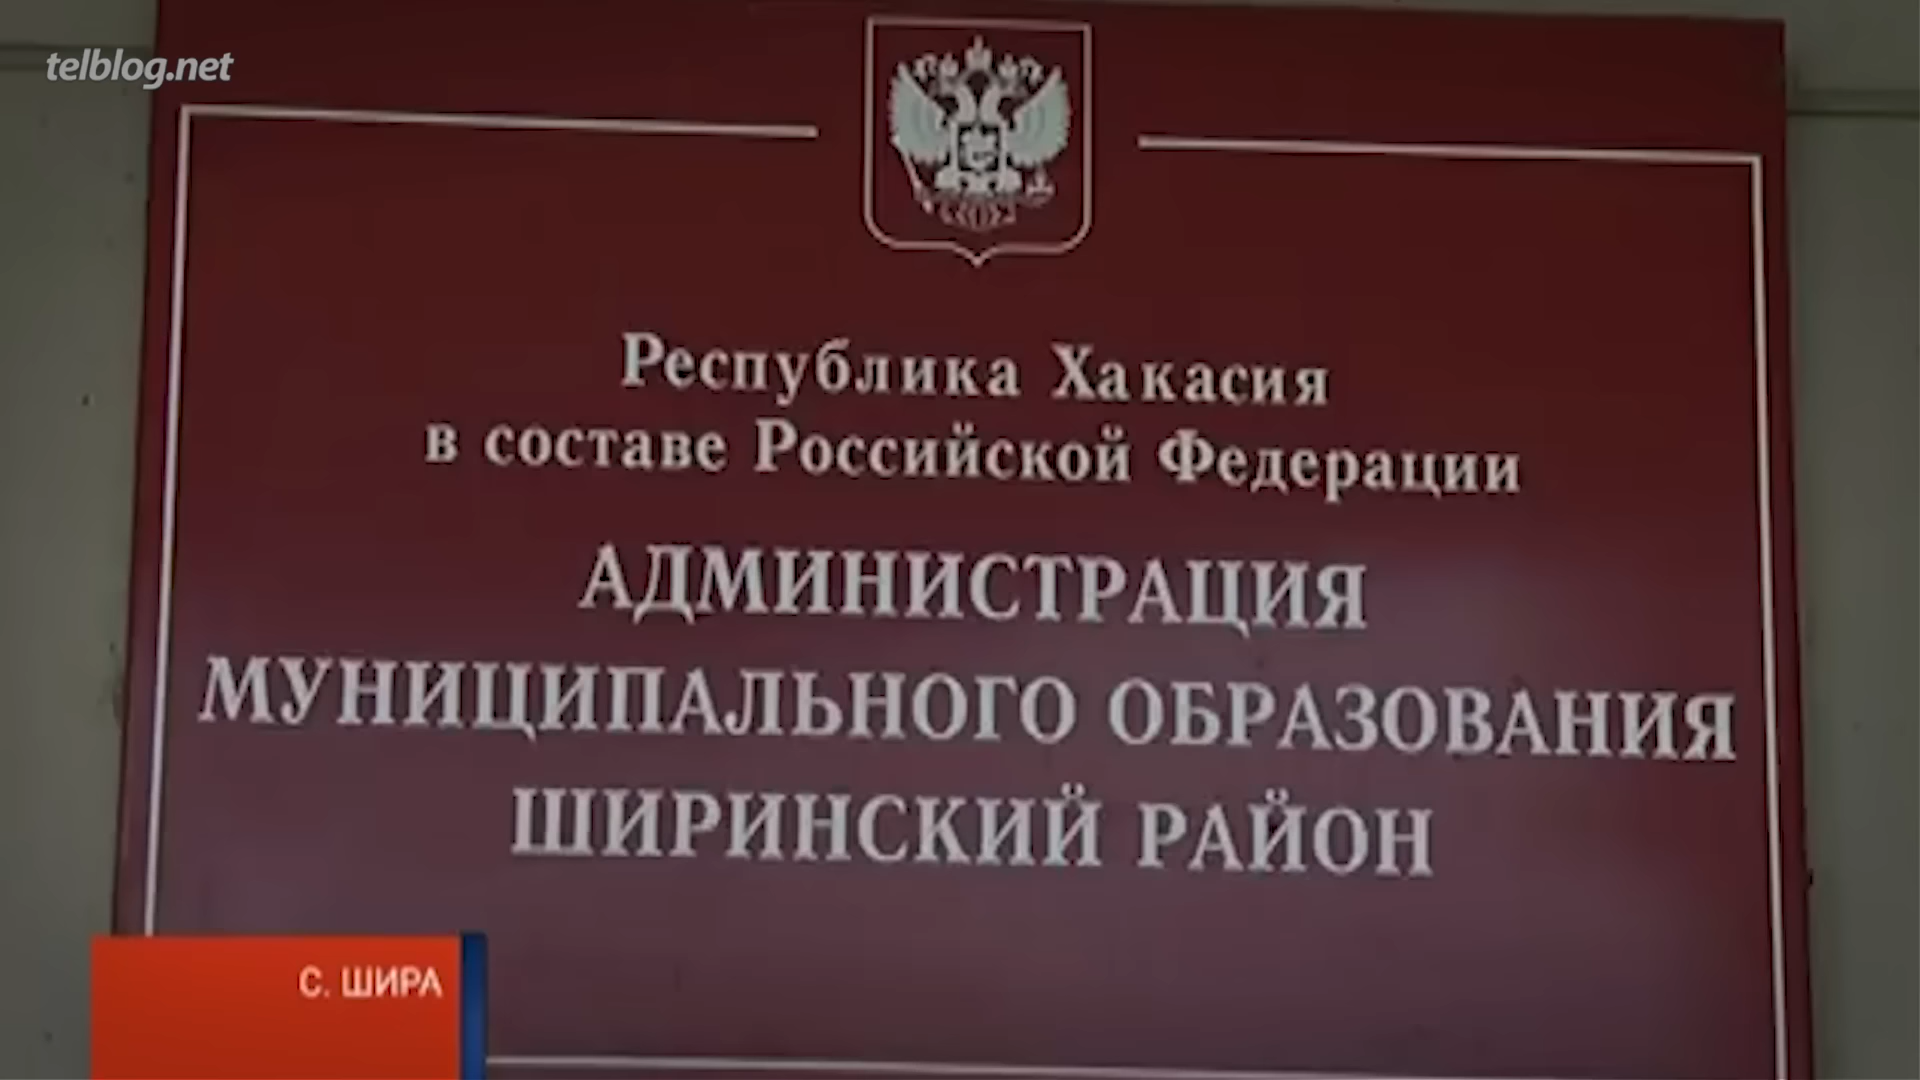 telblog.net
Республика Хакасия
в составе Российской Федерации
АДМИНИСТРАЦИЯ
МУНИЦИПАЛЬНОГО ОБРАЗОВАНИЯ
ШИРИНСКИЙ РАЙОН
С. ШИРА